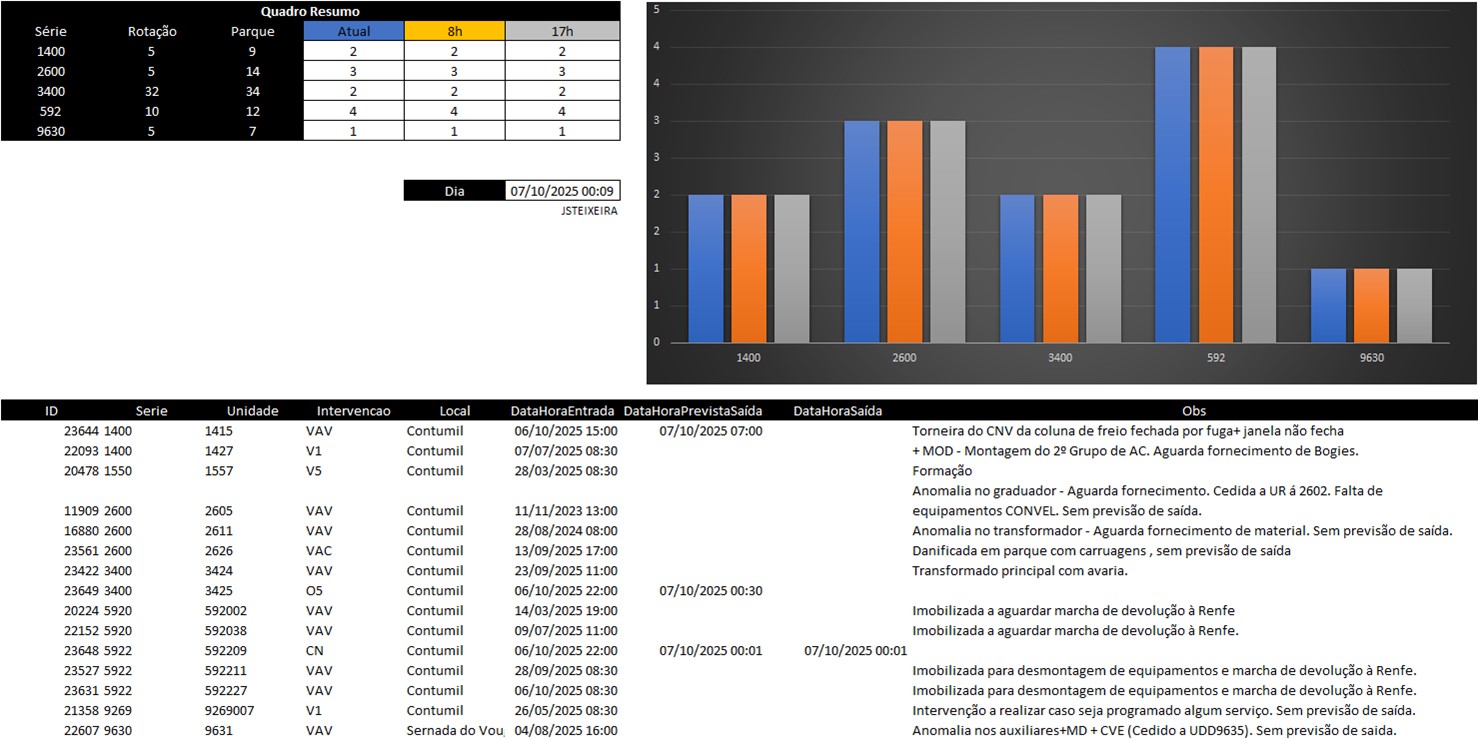 Quadro Resumo
Série Rotação Parque Atual 8h 17h
1400 5 9 2 2 2
2600 5 14 3 3 3
3400 32 34 2 2 2
592 10 12 4 4 4
9630 5 7 1 1 1
Dia 07/10/2025 00:09
JSTEIXEIRA
5
4
4
3
3
2
2
1
1
0
1400 2600 3400 592 9630
ID Serie Unidade Intervencao Local DataHoraEntrada DataHoraPrevistaSaída DataHoraSaída Obs
23644 1400 1415 VAV Contumil 06/10/2025 15:00 07/10/2025 07:00 Torneira do CNV da coluna de freio fechada por fuga+ janela não fecha
22093 1400 1427 V1 Contumil 07/07/2025 08:30 + MOD - Montagem do 2º Grupo de AC. Aguarda fornecimento de Bogies.
20478 1550 1557 V5 Contumil 28/03/2025 08:30 Formação
Anomalia no graduador - Aguarda fornecimento. Cedida a UR á 2602. Falta de
11909 2600 2605 VAV Contumil 11/11/2023 13:00 equipamentos CONVEL. Sem previsão de saída.
16880 2600 2611 VAV Contumil 28/08/2024 08:00 Anomalia no transformador - Aguarda fornecimento de material. Sem previsão de saída.
23561 2600 2626 VAC Contumil 13/09/2025 17:00 Danificada em parque com carruagens , sem previsão de saída
23422 3400 3424 VAV Contumil 23/09/2025 11:00 Transformado principal com avaria.
23649 3400 3425 O5 Contumil 06/10/2025 22:00 07/10/2025 00:30
20224 5920 592002 VAV Contumil 14/03/2025 19:00 Imobilizada a aguardar marcha de devolução à Renfe
22152 5920 592038 VAV Contumil 09/07/2025 11:00 Imobilizada a aguardar marcha de devolução à Renfe.
23648 5922 592209 CN Contumil 06/10/2025 22:00 07/10/2025 00:01 07/10/2025 00:01
23527 5922 592211 VAV Contumil 28/09/2025 08:30 Imobilizada para desmontagem de equipamentos e marcha de devolução à Renfe.
23631 5922 592227 VAV Contumil 06/10/2025 08:30 Imobilizada para desmontagem de equipamentos e marcha de devolução à Renfe.
21358 9269 9269007 V1 Contumil 26/05/2025 08:30 Intervenção a realizar caso seja programado algum serviço. Sem previsão de saída.
22607 9630 9631 VAV Sernada do Vou 04/08/2025 16:00 Anomalia nos auxiliares+MD + CVE (Cedido a UDD9635). Sem previsão de saida.